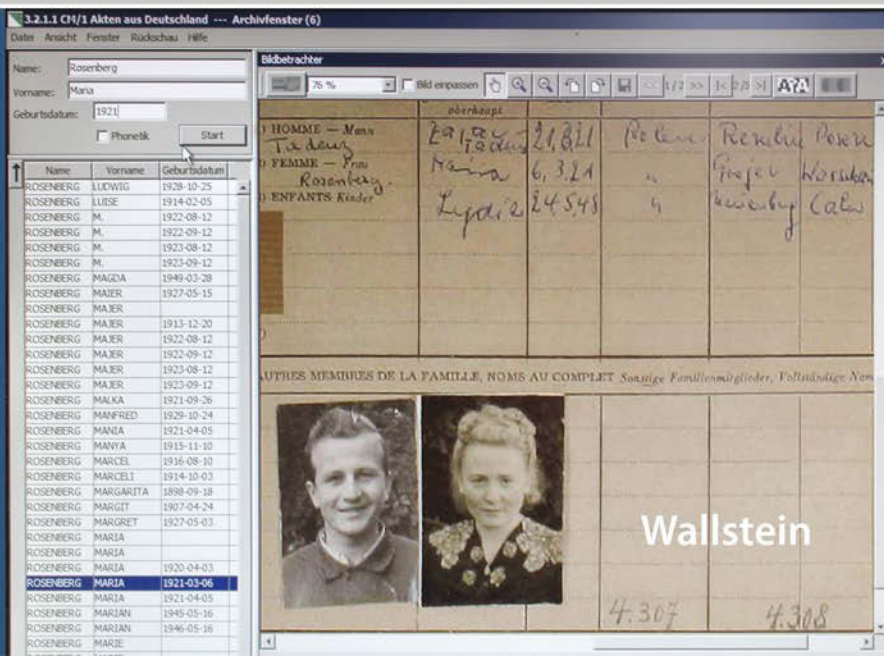 3.2.1.1 CM/1 Akten aus Deutschland --- Archivfenster (6)
Datei Ansicht Fenster Rückschau Hilfe
Name: Rosenberg
Vorname: Maria
Geburtsdatum: 1921
Phonetik Start
Name Vorname Geburtsdatum
ROSENBERG LUDWIG 1928-10-25
ROSENBERG LUISE 1914-02-05
ROSENBERG M. 1922-08-12
ROSENBERG M. 1922-09-12
ROSENBERG M. 1923-08-12
ROSENBERG M. 1923-09-12
ROSENBERG MAGDA 1949-03-28
ROSENBERG MAIER 1927-05-15
ROSENBERG MAJER
ROSENBERG MAJER 1913-12-20
ROSENBERG MAJER 1922-08-12
ROSENBERG MAJER 1922-09-12
ROSENBERG MAJER 1923-08-12
ROSENBERG MAJER 1923-09-12
ROSENBERG MALKA 1921-09-26
ROSENBERG MANFRED 1929-10-24
ROSENBERG MANIA 1921-04-05
ROSENBERG MANYA 1915-11-10
ROSENBERG MARCEL 1916-08-10
ROSENBERG MARCELI 1914-10-03
ROSENBERG MARGARITA 1898-09-18
ROSENBERG MARGIT 1907-04-24
ROSENBERG MARGRET 1927-05-03
ROSENBERG MARIA
ROSENBERG MARIA
ROSENBERG MARIA 1920-04-03
ROSENBERG MARIA 1921-03-06
ROSENBERG MARIA 1921-04-05
ROSENBERG MARIAN 1945-05-16
ROSENBERG MARIAN 1946-05-16
ROSENBERG MARIE
Bildbetrachter
76 % Bild einpassen 1/2 2/5 A?A
oberhaupt
) HOMME — Mann 21.8.21 Polen Posen
Tadeuz Tadeuz
) FEMME — Frau Maria 6.3.21 "
Rosenberg.
) ENFANTS Kinder Lydia 24.5.48 " Calw
AUTRES MEMBRES DE LA FAMILLE, NOMS AU COMPLET Sonstige Familienmitglieder, Vollständige Nam
Wallstein
4.307 4.308